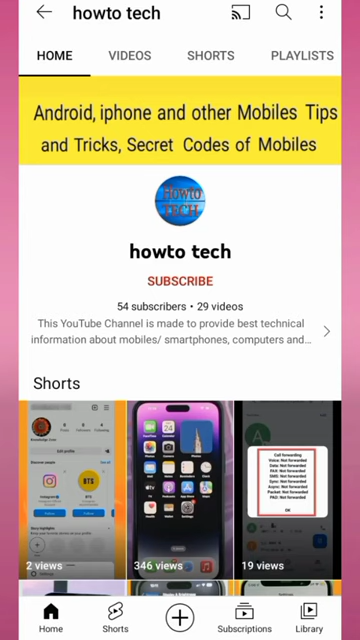 howto tech
HOME VIDEOS SHORTS PLAYLISTS
Android, iphone and other Mobiles Tips
and Tricks, Secret Codes of Mobiles
Howto
TECH
howto tech
SUBSCRIBE
54 subscribers • 29 videos
This YouTube Channel is made to provide best technical
information about mobiles/ smartphones, computers and...
Shorts
Edit profile
Instagram
BTS
Call forwarding
Voice: Not forwarded
Data: Not forwarded
FAX: Not forwarded
SMS: Not forwarded
Sync: Not forwarded
Async: Not forwarded
Packet: Not forwarded
PAD: Not forwarded
OK
2 views
346 views
19 views
Home Shorts Subscriptions Library